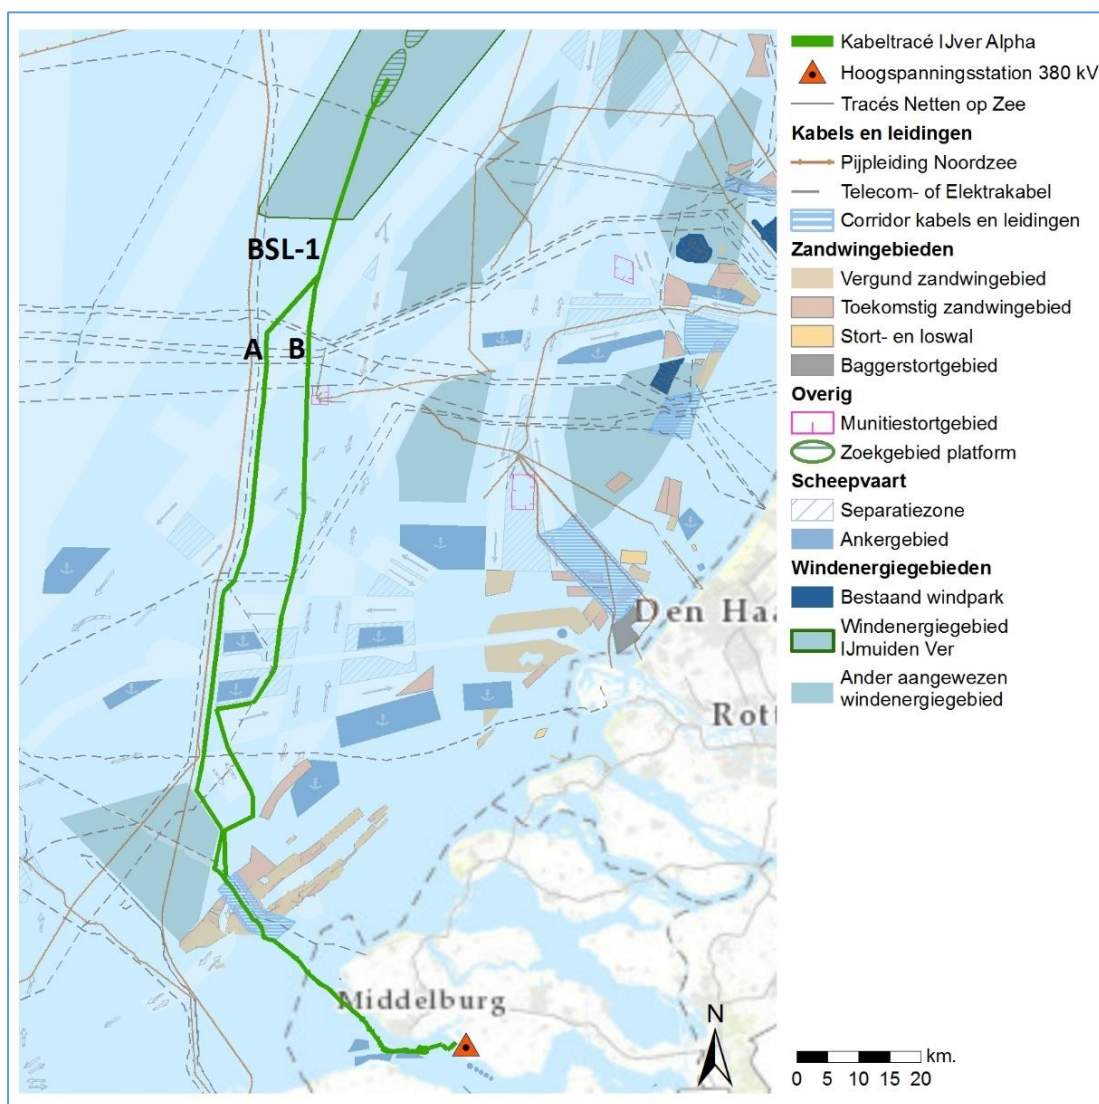 BSL-1
A
B
Den Haa
Rott
Middelburg
N
km.
0 5 10 15 20
Kabeltracé IJver Alpha
Hoogspanningsstation 380 kV
Tracés Netten op Zee
Kabels en leidingen
Pijpleiding Noordzee
Telecom- of Elektrakabel
Corridor kabels en leidingen
Zandwingebieden
Vergund zandwingebied
Toekomstig zandwingebied
Stort- en loswal
Baggerstortgebied
Overig
Munitiestortgebied
Zoekgebied platform
Scheepvaart
Separatiezone
Ankergebied
Windenergiegebieden
Bestaand windpark
Windenergiegebied
IJmuiden Ver
Ander aangewezen
windenergiegebied